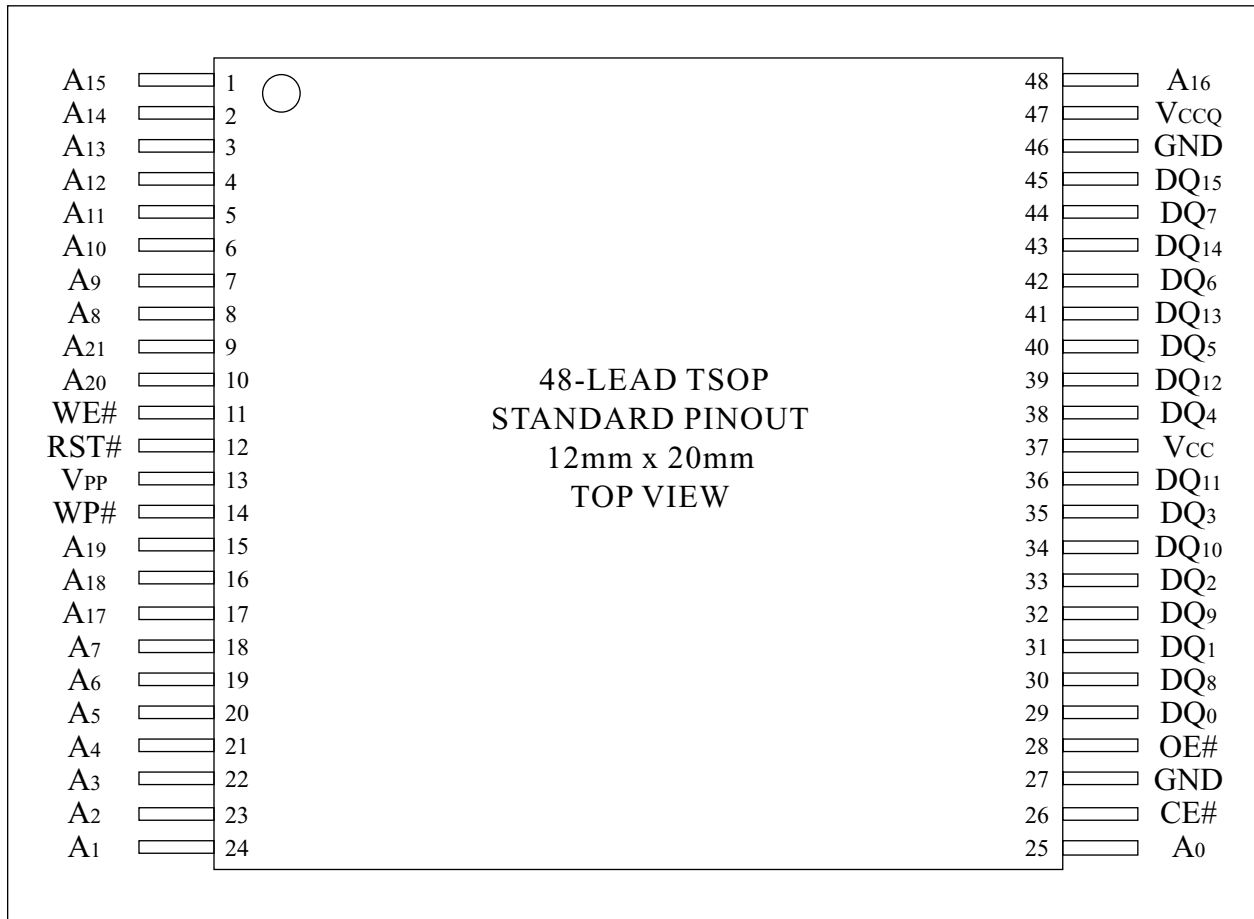 A15 1 48 A16
A14 2 47 VCCQ
A13 3 46 GND
A12 4 45 DQ15
A11 5 44 DQ7
A10 6 43 DQ14
A9 7 42 DQ6
A8 8 41 DQ13
A21 9 40 DQ5
A20 10 39 DQ12
WE# 11 38 DQ4
RST# 12 37 VCC
VPP 13 36 DQ11
WP# 14 35 DQ3
A19 15 34 DQ10
A18 16 33 DQ2
A17 17 32 DQ9
A7 18 31 DQ1
A6 19 30 DQ8
A5 20 29 DQ0
A4 21 28 OE#
A3 22 27 GND
A2 23 26 CE#
A1 24 25 A0
48-LEAD TSOP
STANDARD PINOUT
12mm x 20mm
TOP VIEW